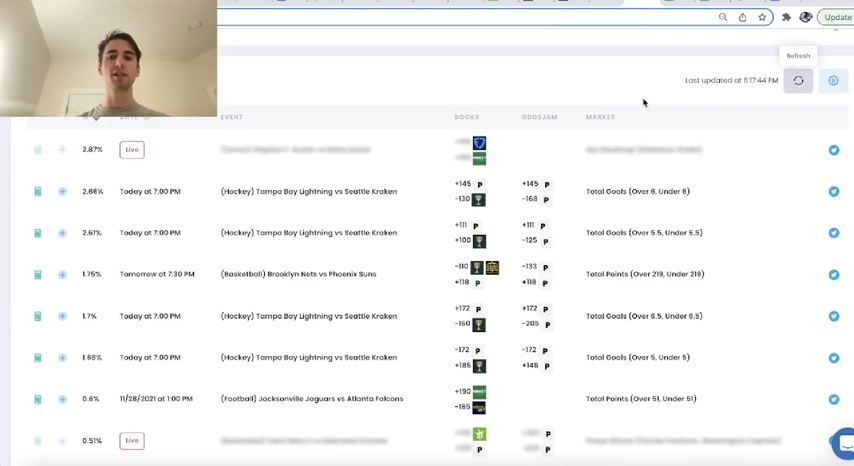 Update
Refresh
Last updated at 6:17:44 PM
EVENT BOOKS ODDSJAM MARKET
2.87% Live
2.66% Today at 7:00 PM (Hockey) Tampa Bay Lightning vs Seattle Kraken +145 P +145 P Total Goals (Over 6, Under 6)
-130 -168 P
2.61% Today at 7:00 PM (Hockey) Tampa Bay Lightning vs Seattle Kraken +111 P +111 P Total Goals (Over 5.5, Under 5.5)
+100 -125 P
1.75% Tomorrow at 7:30 PM (Basketball) Brooklyn Nets vs Phoenix Suns -110 -133 P Total Points (Over 219, Under 219)
+118 P +118 P
1.7% Today at 7:00 PM (Hockey) Tampa Bay Lightning vs Seattle Kraken +172 P +172 P Total Goals (Over 6.5, Under 6.5)
-160 -205 P
1.68% Today at 7:00 PM (Hockey) Tampa Bay Lightning vs Seattle Kraken -172 P -172 P Total Goals (Over 5, Under 5)
+185 +148 P
0.6% 11/28/2021 at 1:00 PM (Football) Jacksonville Jaguars vs Atlanta Falcons +190 Total Points (Over 51, Under 51)
-185
0.51% Live P
P